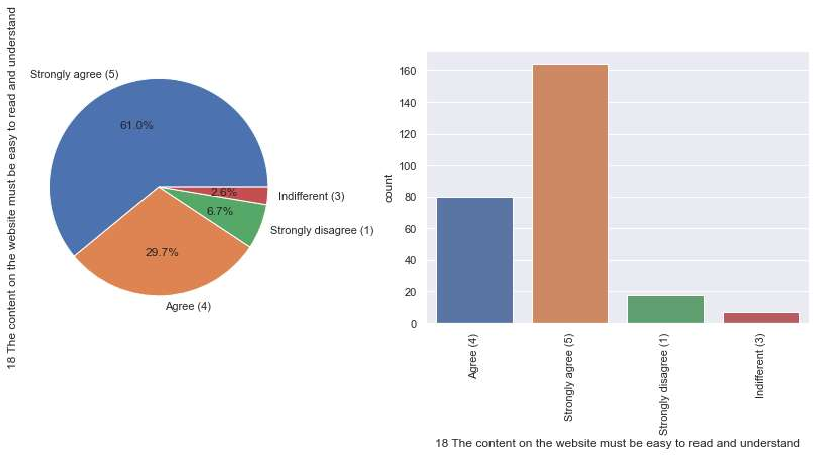 18 The content on the website must be easy to read and understand
Strongly agree (5)
61.0%
Indifferent (3)
2.6%
6.7%
Strongly disagree (1)
29.7%
Agree (4)
count
160
140
120
100
80
60
40
20
0
Agree (4)
Strongly agree (5)
Strongly disagree (1)
Indifferent (3)
18 The content on the website must be easy to read and understand